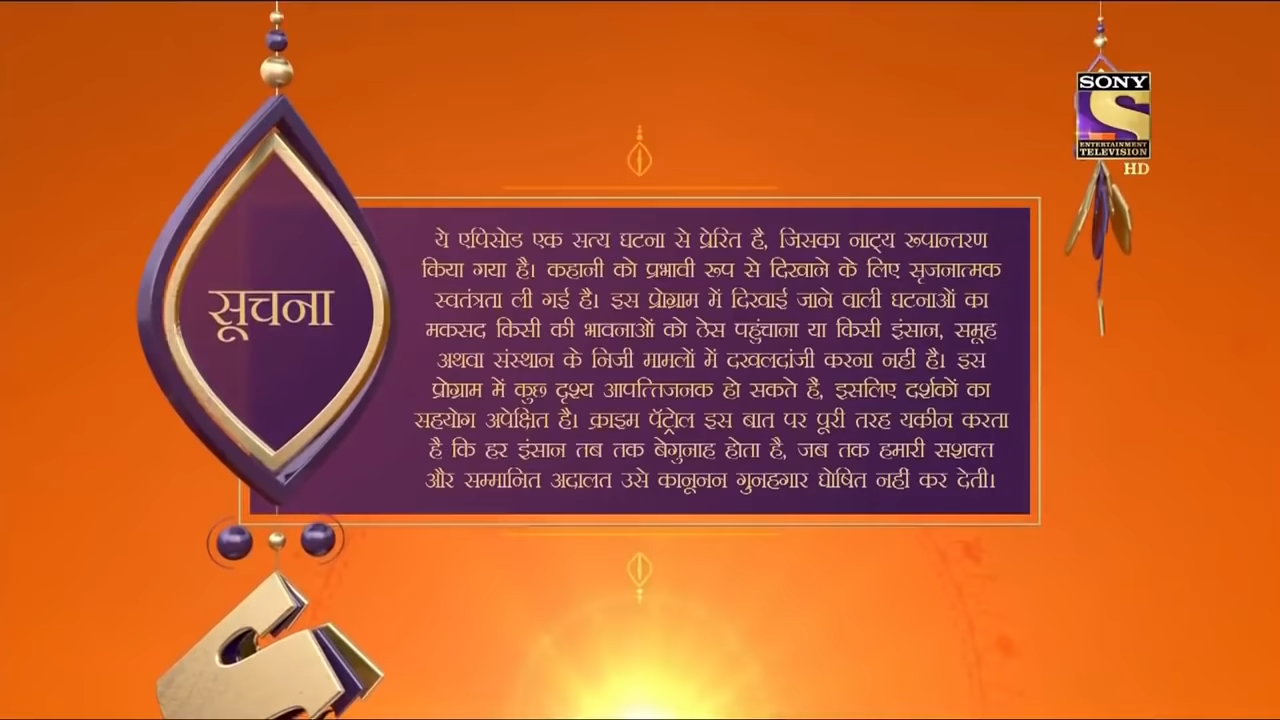 सूचना
ये एपिसोड एक सत्य घटना से प्रेरित है, जिसका नाट्य रूपान्तरण
किया गया है। कहानी को प्रभावी रूप से दिखाने के लिए सृजनात्मक
स्वतंत्रता ली गई है। इस प्रोग्राम में दिखाई जाने वाली घटनाओं का
मकसद किसी की भावनाओं को ठेस पहुंचाना या किसी इंसान, समूह
अथवा संस्थान के निजी मामलों में दखलदांजी करना नहीं है। इस
प्रोग्राम में कुछ दृश्य आपत्तिजनक हो सकते हैं, इसलिए दर्शकों का
सहयोग अपेक्षित है। क्राइम पॅट्रोल इस बात पर पूरी तरह यकीन करता
है कि हर इंसान तब तक बेगुनाह होता है, जब तक हमारी सशक्त
और सम्मानित अदालत उसे कानूनन गुनहगार घोषित नहीं कर देती।
SONY
ENTERTAINMENT
TELEVISION
HD